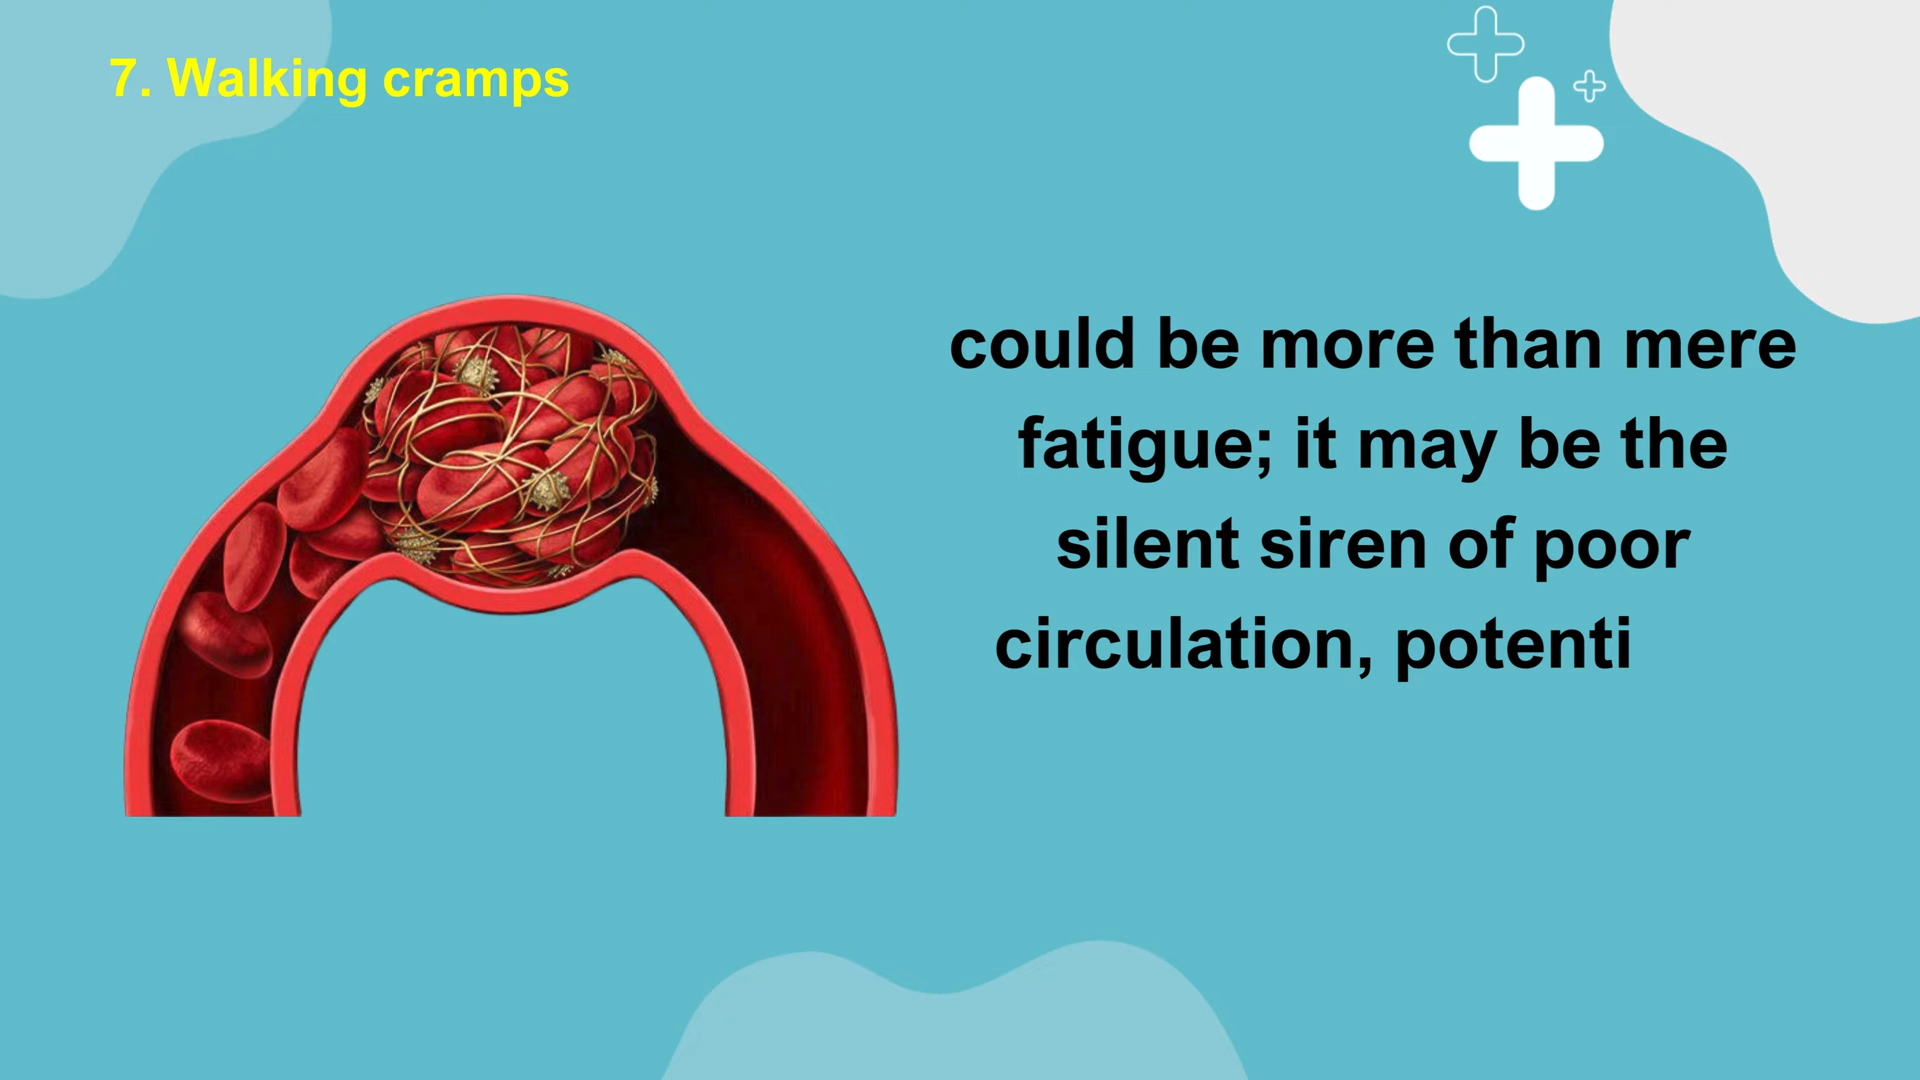 7. Walking cramps
could be more than mere
fatigue; it may be the
silent siren of poor
circulation, potenti